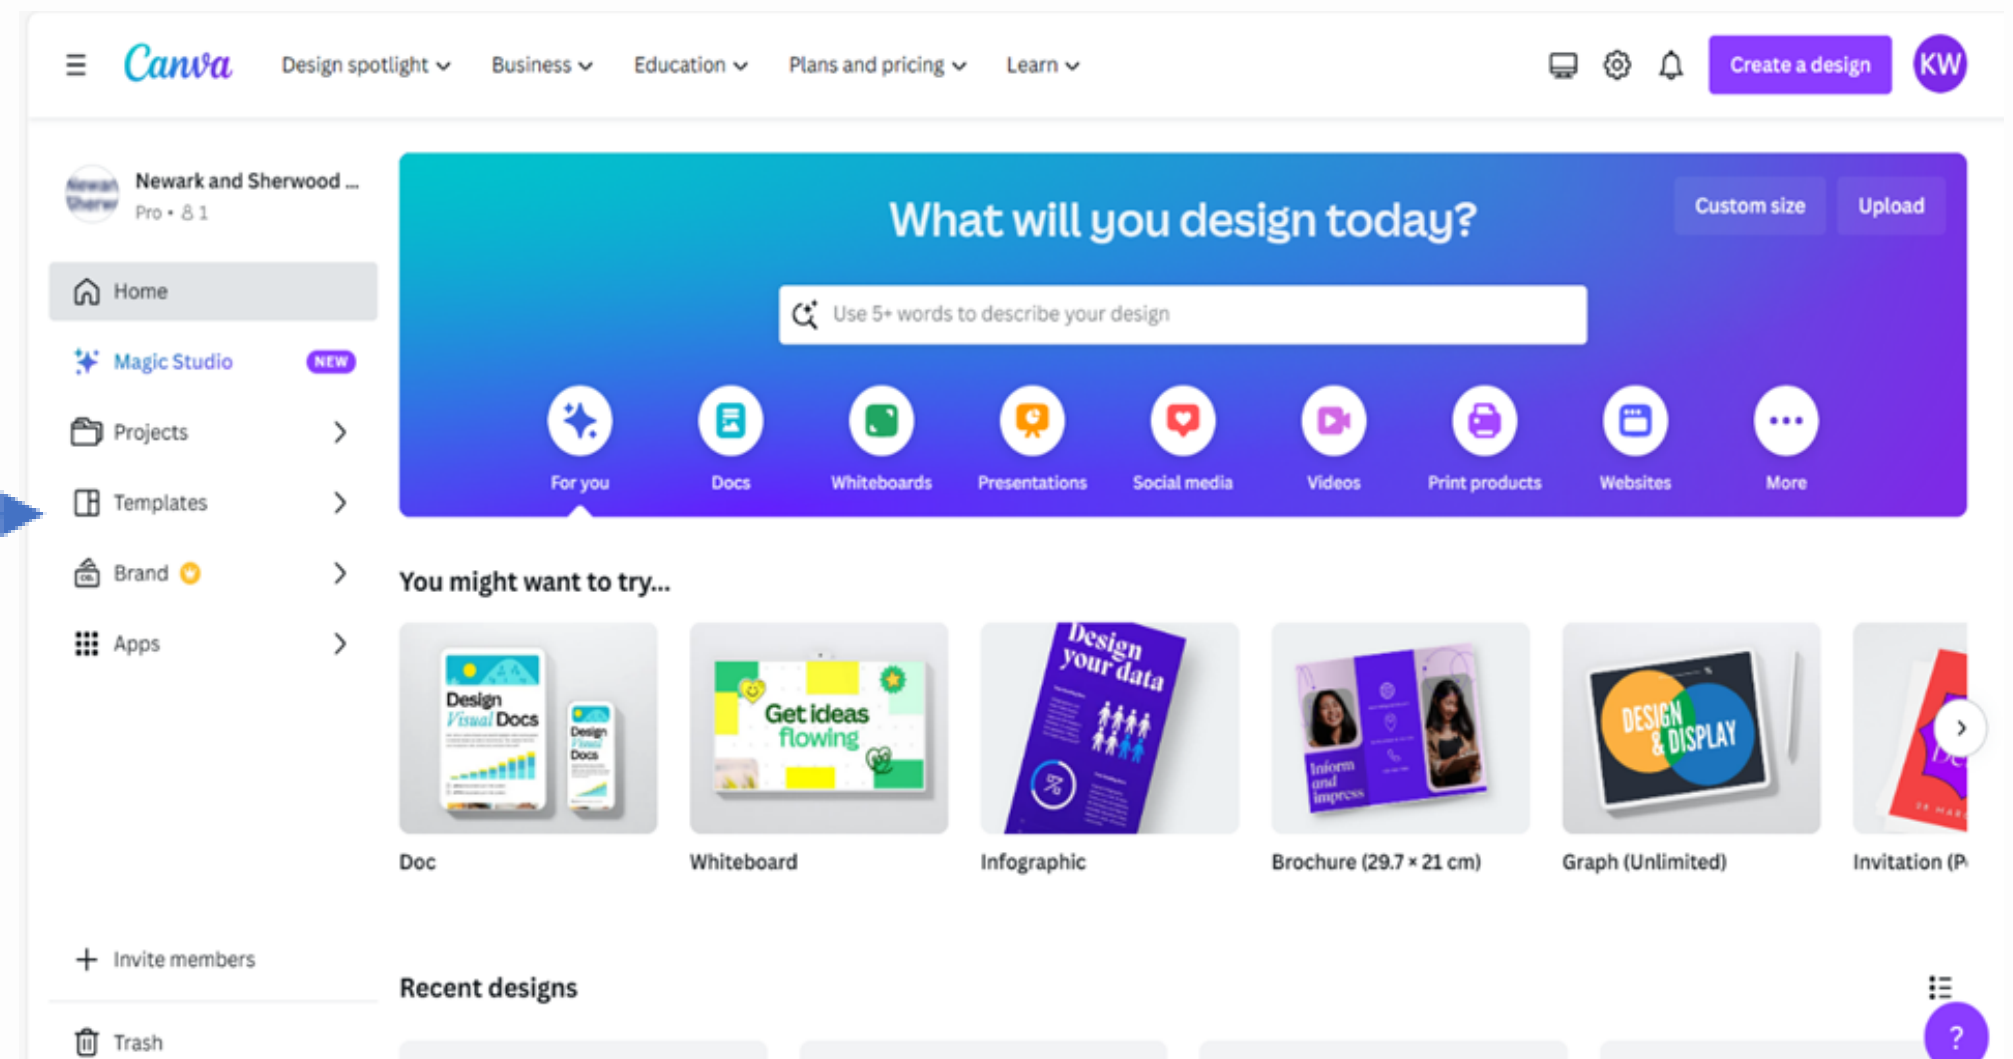 Canva
Design spotlight
Business
Education
Plans and pricing
Learn
Create a design
KW
Newark and Sherwood ...
Pro • 1
Home
Magic Studio
NEW
Projects
Templates
Brand
Apps
Invite members
Trash
What will you design today?
Custom size
Upload
Use 5+ words to describe your design
For you
Docs
Whiteboards
Presentations
Social media
Videos
Print products
Websites
More
You might want to try...
Design
Visual Docs
Design
Visual
Docs
Get ideas
flowing
Design
your data
%
Inform
and
impress
DESIGN
& DISPLAY
Doc
Whiteboard
Infographic
Brochure (29.7 × 21 cm)
Graph (Unlimited)
Invitation (P
Recent designs
?